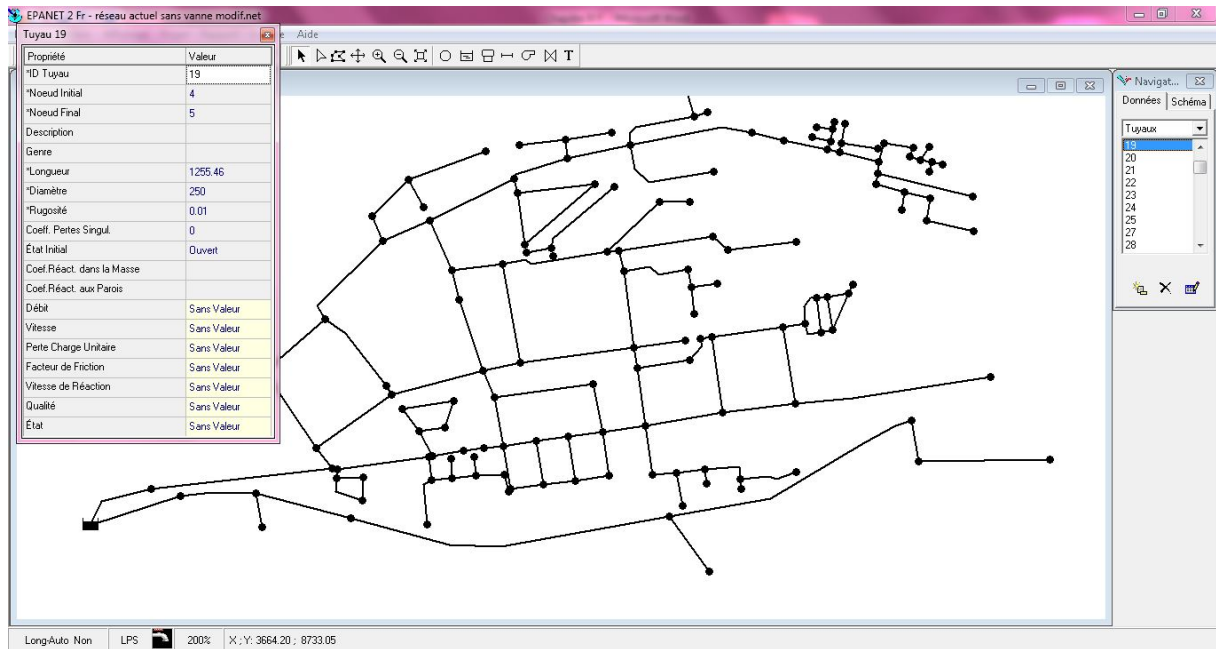 EPANET 2 Fr - réseau actuel sans vanne modif.net
Tuyau 19
Aide
T
Propriété Valeur
*ID Tuyau 19
*Noeud Initial 4
*Noeud Final 5
Description
Genre
*Longueur 1255.46
*Diamètre 250
*Rugosité 0.01
Coeff. Pertes Singul. 0
État Initial Ouvert
Coef.Réact. dans la Masse
Coef.Réact. aux Parois
Débit Sans Valeur
Vitesse Sans Valeur
Perte Charge Unitaire Sans Valeur
Facteur de Friction Sans Valeur
Vitesse de Réaction Sans Valeur
Qualité Sans Valeur
État Sans Valeur
Navigat...
Données Schéma
Tuyaux
19
20
21
22
23
24
25
27
28
Long-Auto Non LPS 200% X ; Y: 3664.20 ; 8733.05